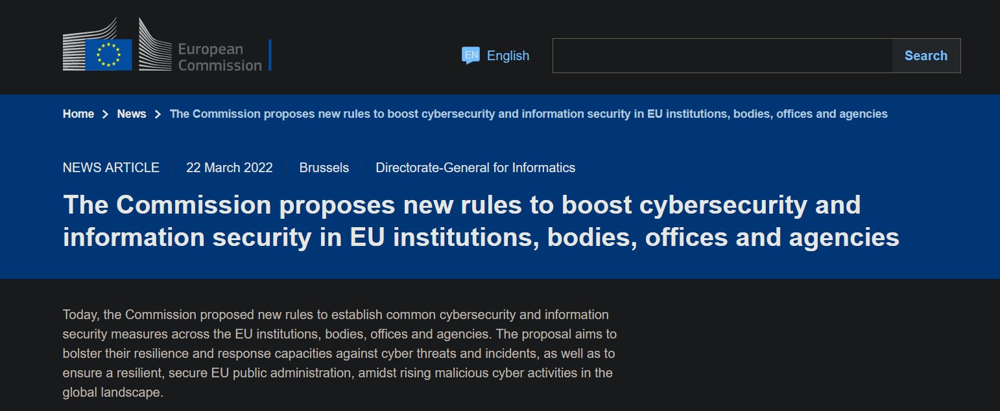 European
Commission
EN English
Search
Home > News > The Commission proposes new rules to boost cybersecurity and information security in EU institutions, bodies, offices and agencies
NEWS ARTICLE | 22 March 2022 | Brussels | Directorate-General for Informatics
The Commission proposes new rules to boost cybersecurity and
information security in EU institutions, bodies, offices and agencies
Today, the Commission proposed new rules to establish common cybersecurity and information
security measures across the EU institutions, bodies, offices and agencies. The proposal aims to
bolster their resilience and response capacities against cyber threats and incidents, as well as to
ensure a resilient, secure EU public administration, amidst rising malicious cyber activities in the
global landscape.